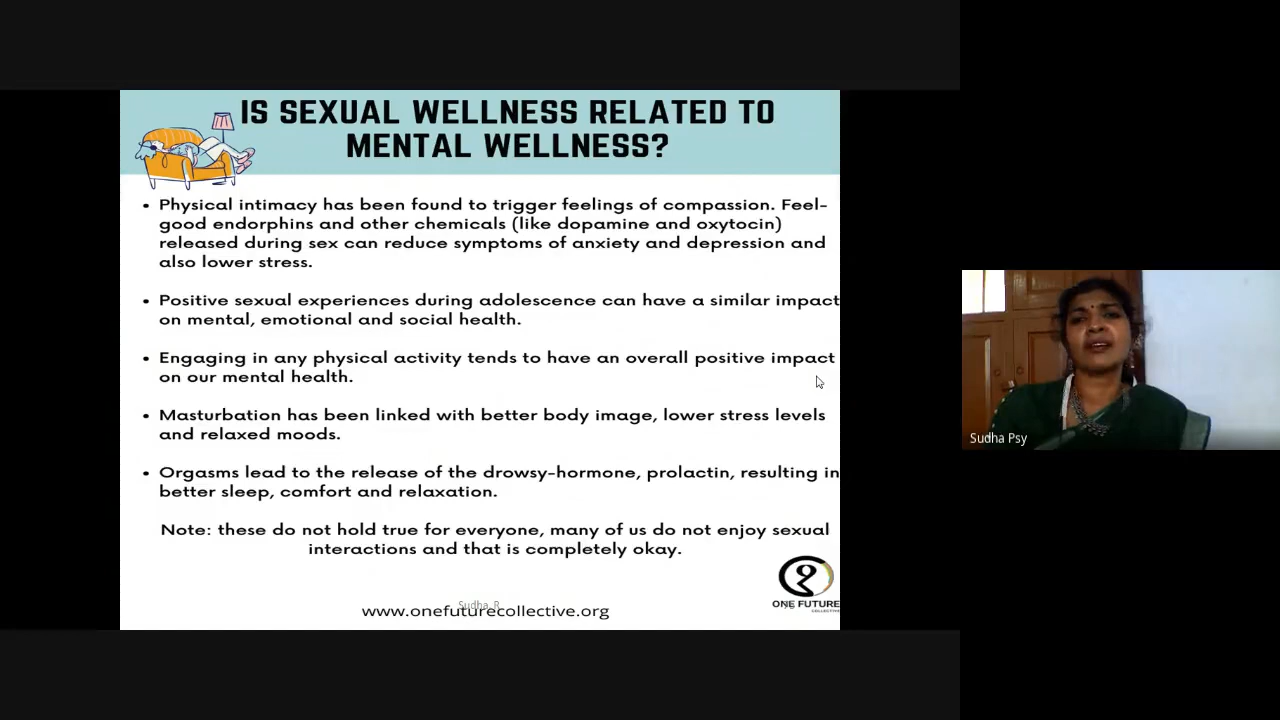 IS SEXUAL WELLNESS RELATED TO
MENTAL WELLNESS?
• Physical intimacy has been found to trigger feelings of compassion. Feel-
good endorphins and other chemicals (like dopamine and oxytocin)
released during sex can reduce symptoms of anxiety and depression and
also lower stress.
• Positive sexual experiences during adolescence can have a similar impact
on mental, emotional and social health.
• Engaging in any physical activity tends to have an overall positive impact
on our mental health.
• Masturbation has been linked with better body image, lower stress levels
and relaxed moods.
• Orgasms lead to the release of the drowsy-hormone, prolactin, resulting in
better sleep, comfort and relaxation.
Note: these do not hold true for everyone, many of us do not enjoy sexual
interactions and that is completely okay.
ONE FUTURE
COLLECTIVE
Sudha. R
www.onefuturecollective.org
Sudha Psy